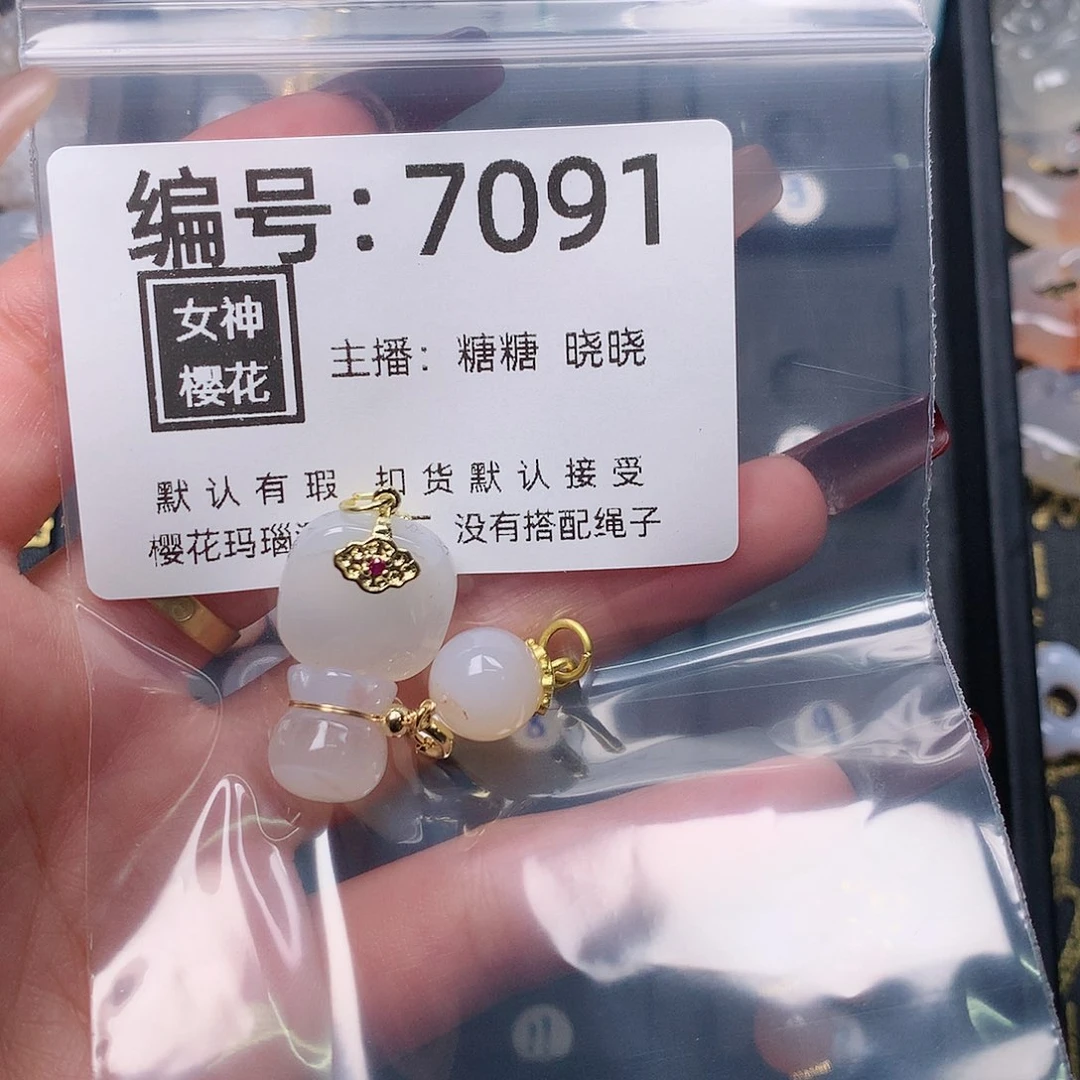 编号:7091
女神
樱花
主播: 糖糖 晓晓
默认有瑕 扣货默认接受
樱花玛瑙 没有搭配绳子